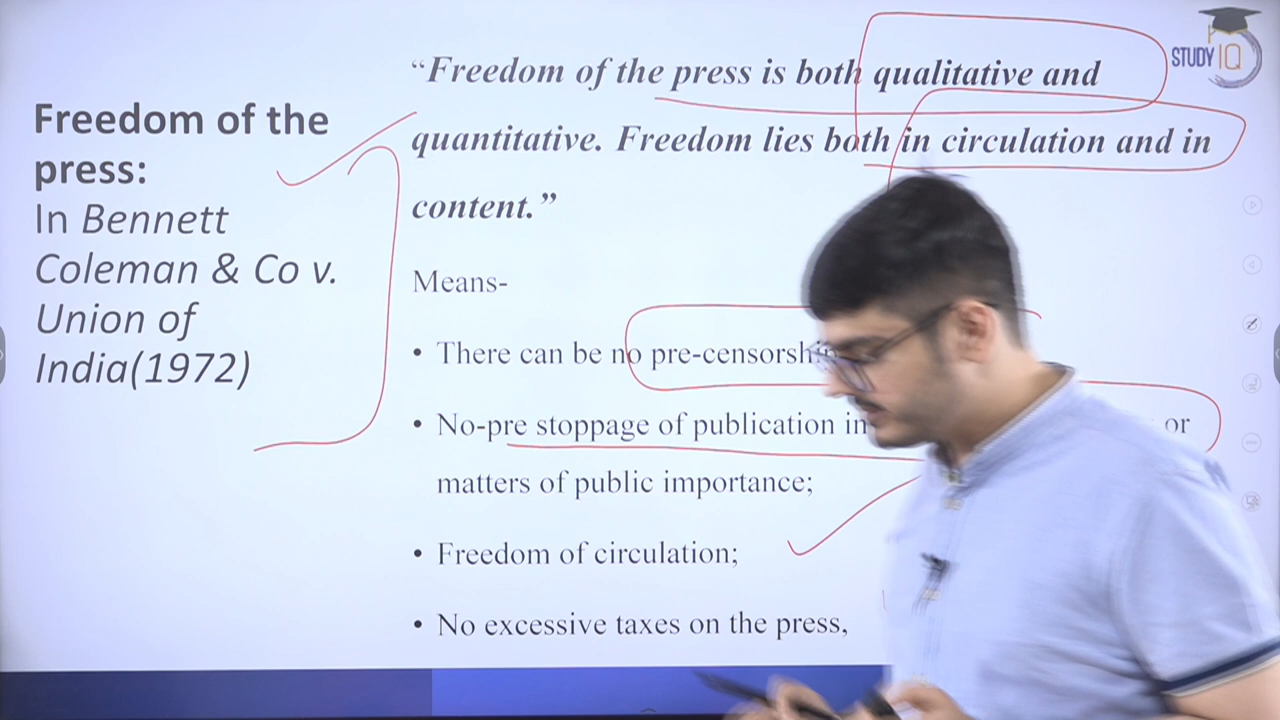 STUDY IQ
Freedom of the
press:
In Bennett
Coleman & Co v.
Union of
India(1972)
“Freedom of the press is both qualitative and
quantitative. Freedom lies both in circulation and in
content.”
Means-
• There can be no pre-censorship
• No-pre stoppage of publication in or
matters of public importance;
• Freedom of circulation;
• No excessive taxes on the press,